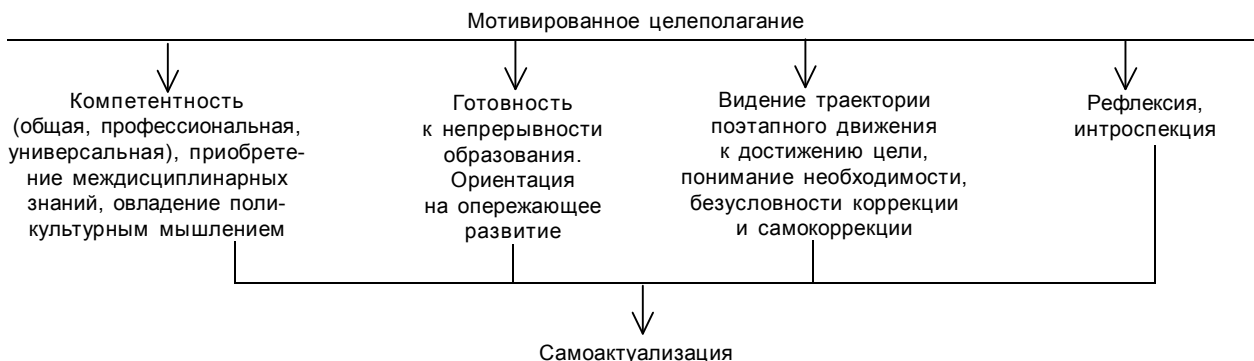 Мотивированное целеполагание
Компетентность
(общая, профессиональная,
универсальная), приобрете-
ние междисциплинарных
знаний, овладение поли-
культурным мышлением
Готовность
к непрерывности
образования.
Ориентация
на опережающее
развитие
Видение траектории
поэтапного движения
к достижению цели,
понимание необходимости,
безусловности коррекции
и самокоррекции
Рефлексия,
интроспекция
Самоактуализация